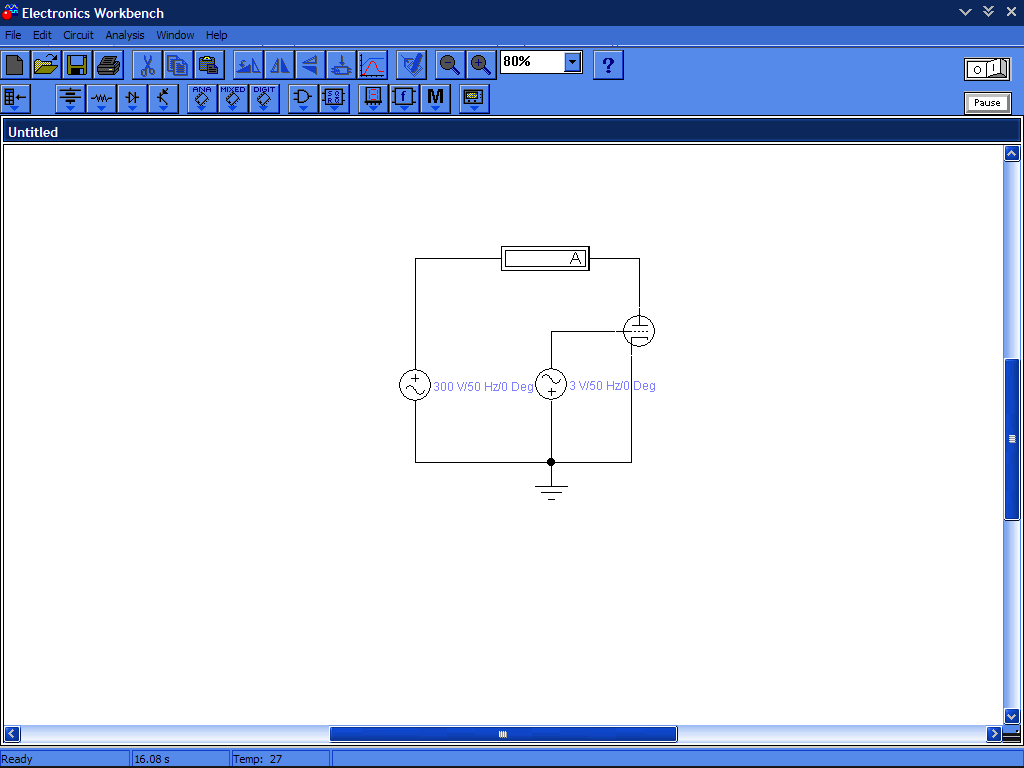 Electronics Workbench
File Edit Circuit Analysis Window Help
80%
?
O I
ANA MIXED DIGIT
f M
Pause
Untitled
A
300 V/50 Hz/0 Deg
3 V/50 Hz/0 Deg
Ready 16.08 s Temp: 27